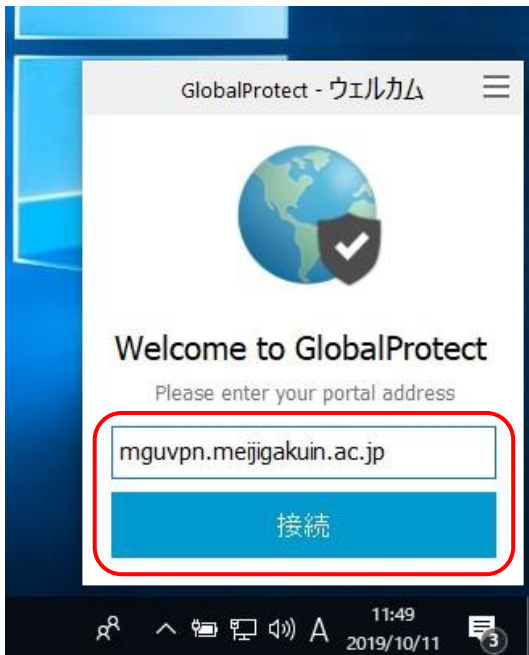 GlobalProtect - ウェルカム
Welcome to GlobalProtect
Please enter your portal address
mguvpn.meijigakuin.ac.jp
接続
A
11:49
2019/10/11
3